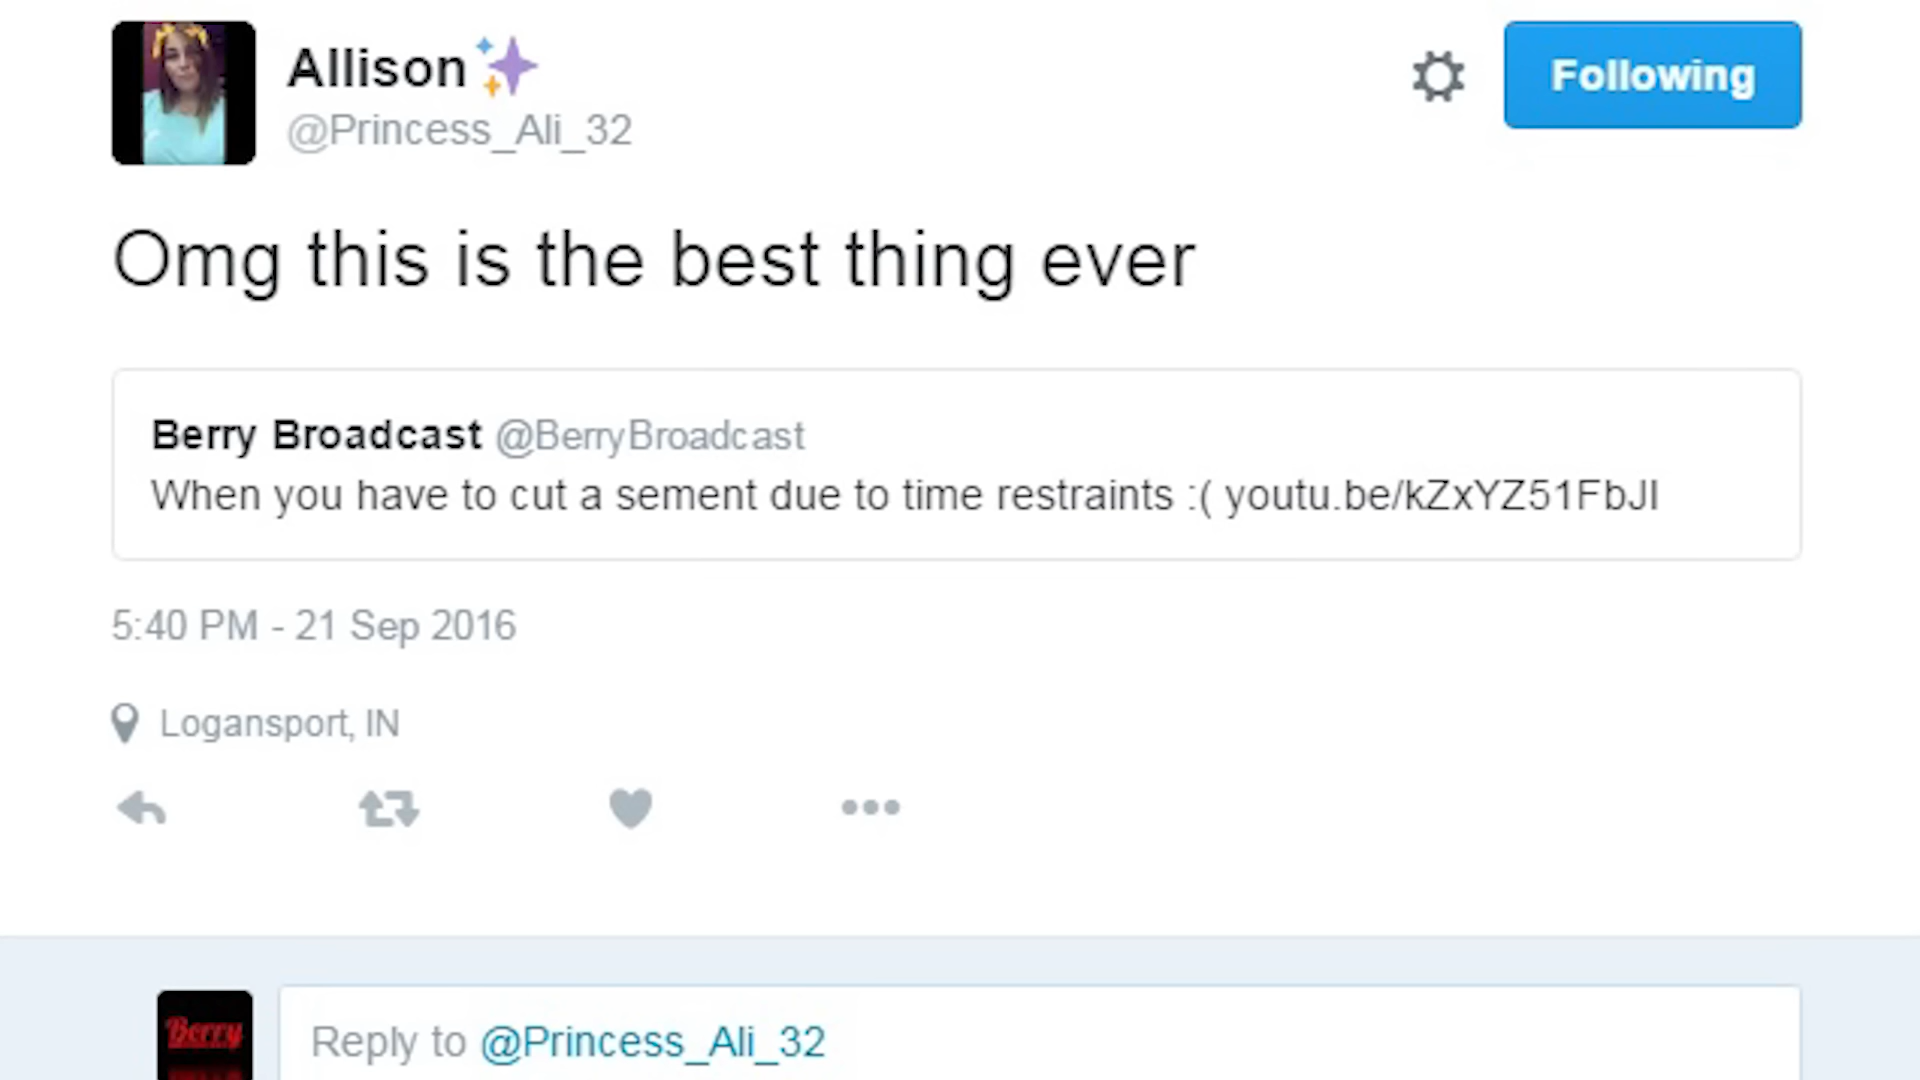 Allison
@Princess_Ali_32
Following
Omg this is the best thing ever
Berry Broadcast @BerryBroadcast
When you have to cut a sement due to time restraints :( youtu.be/kZxYZ51FbJI
5:40 PM - 21 Sep 2016
Logansport, IN
Berry
Reply to @Princess_Ali_32